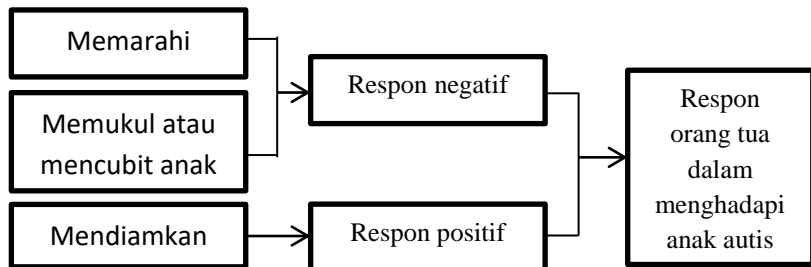 Memarahi
Memukul atau
mencubit anak
Mendiamkan
Respon negatif
Respon positif
Respon
orang tua
dalam
menghadapi
anak autis